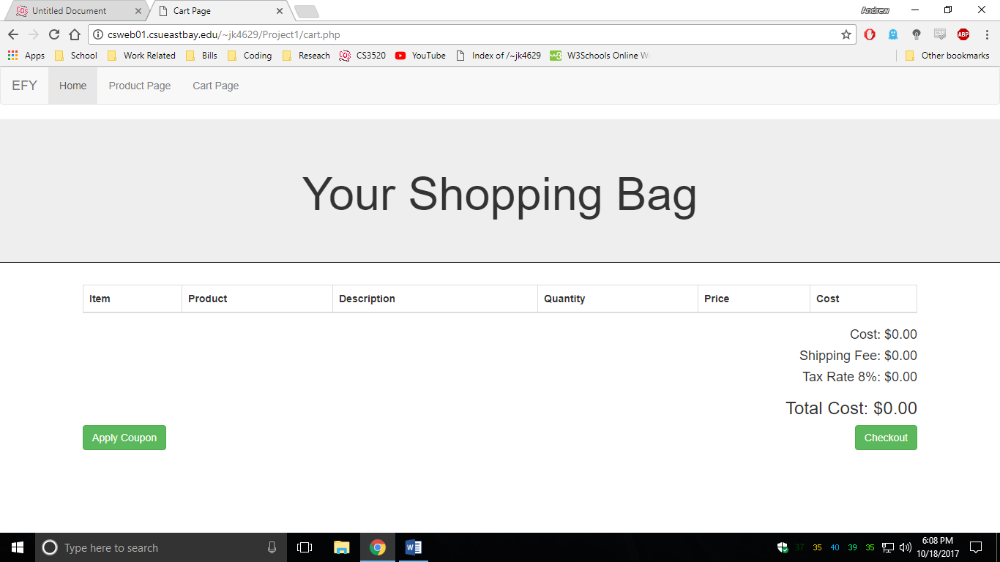 Untitled Document
Cart Page
Andrew
csweb01.csueastbay.edu/~jk4629/Project1/cart.php
ABP
Apps
School
Work Related
Bills
Coding
Reseach
CS3520
YouTube
Index of /~jk4629
W3Schools Online W
Other bookmarks
EFY
Home
Product Page
Cart Page
Your Shopping Bag
Item
Product
Description
Quantity
Price
Cost
Cost: $0.00
Shipping Fee: $0.00
Tax Rate 8%: $0.00
Total Cost: $0.00
Apply Coupon
Checkout
Type here to search
37
35
40
39
35
6:08 PM
10/18/2017